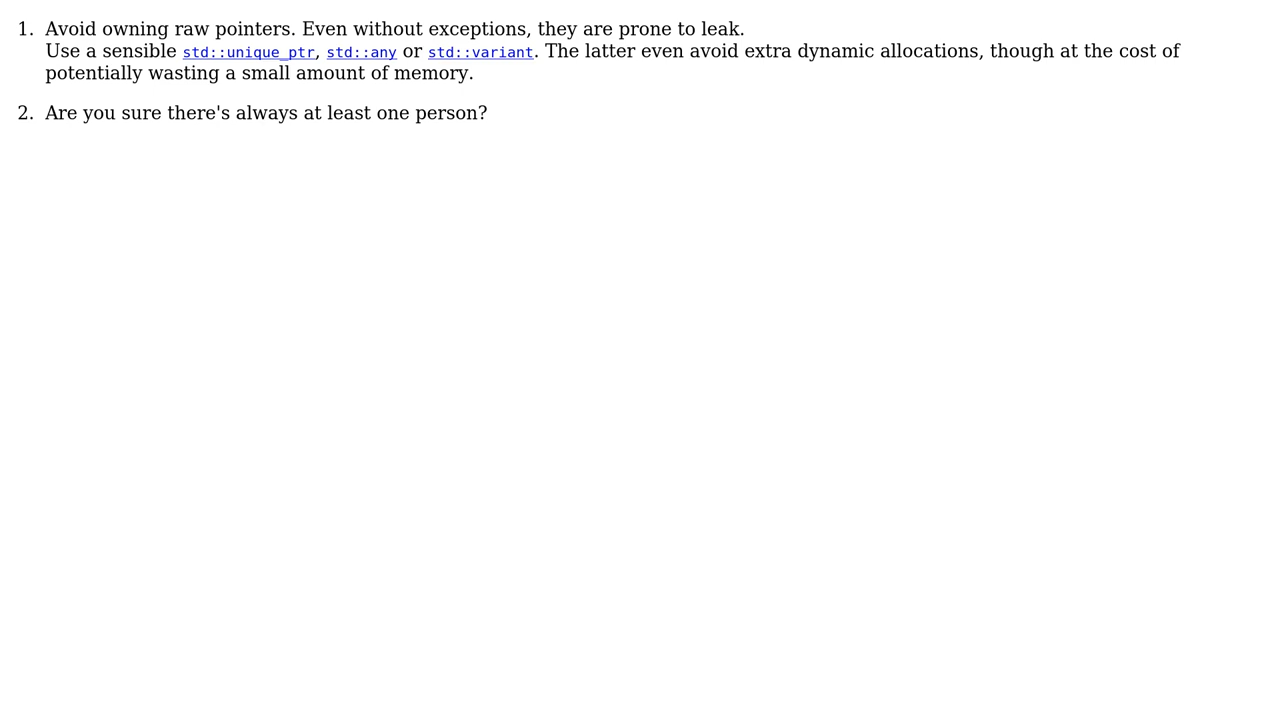 1. Avoid owning raw pointers. Even without exceptions, they are prone to leak.
Use a sensible std::unique_ptr, std::any or std::variant. The latter even avoid extra dynamic allocations, though at the cost of
potentially wasting a small amount of memory.
2. Are you sure there's always at least one person?